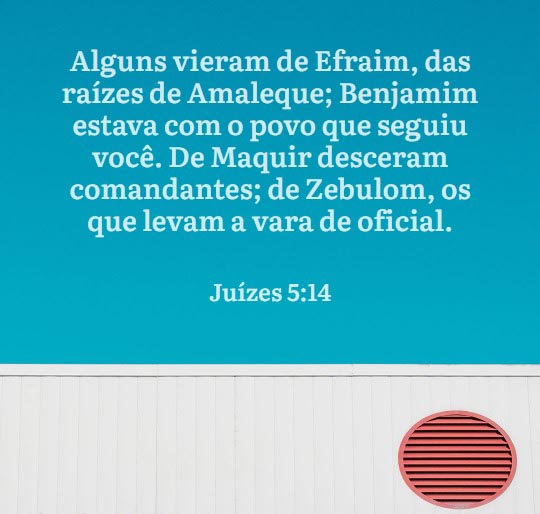 Alguns vieram de Efraim, das
raízes de Amaleque; Benjamim
estava com o povo que seguiu
você. De Maquir desceram
comandantes; de Zebulom, os
que levam a vara de oficial.
Juízes 5:14